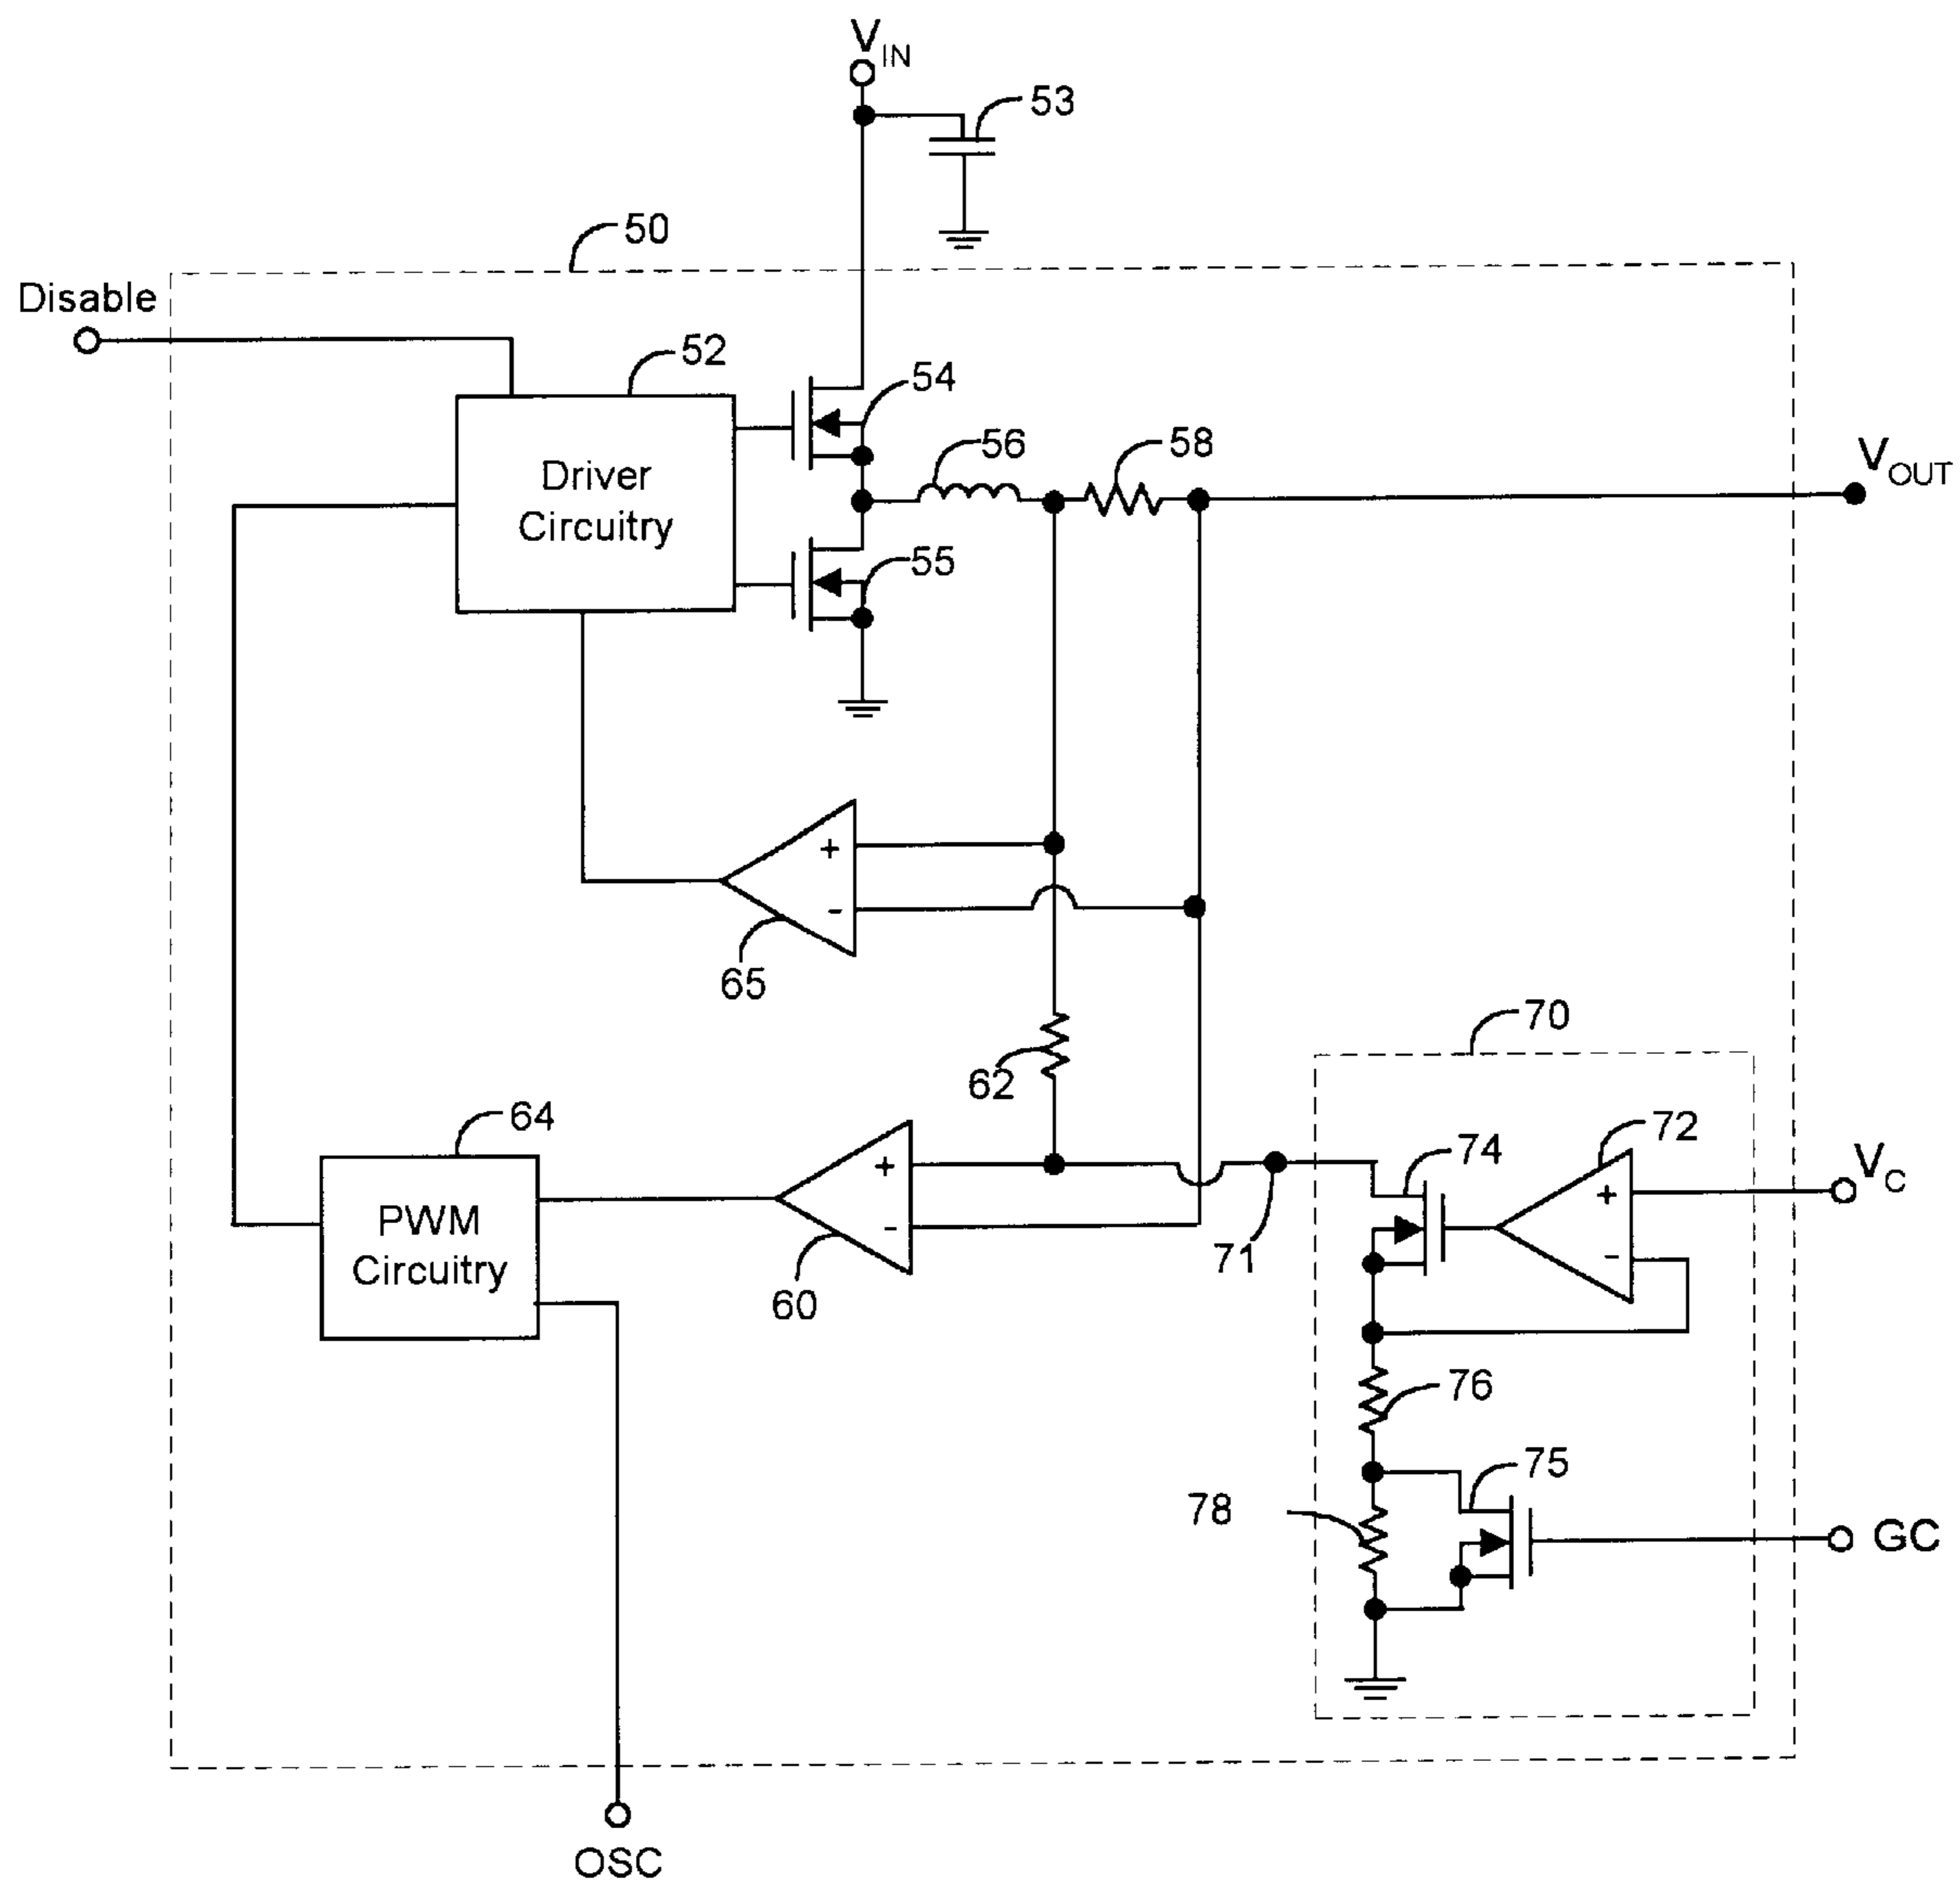 VIN
53
50
Disable
52
54
56
58
VOUT
Driver
Circuitry
55
+
-
65
70
62
64
72
74
VC
+
+
-
-
PWM
Circuitry
71
60
76
75
78
GC
OSC